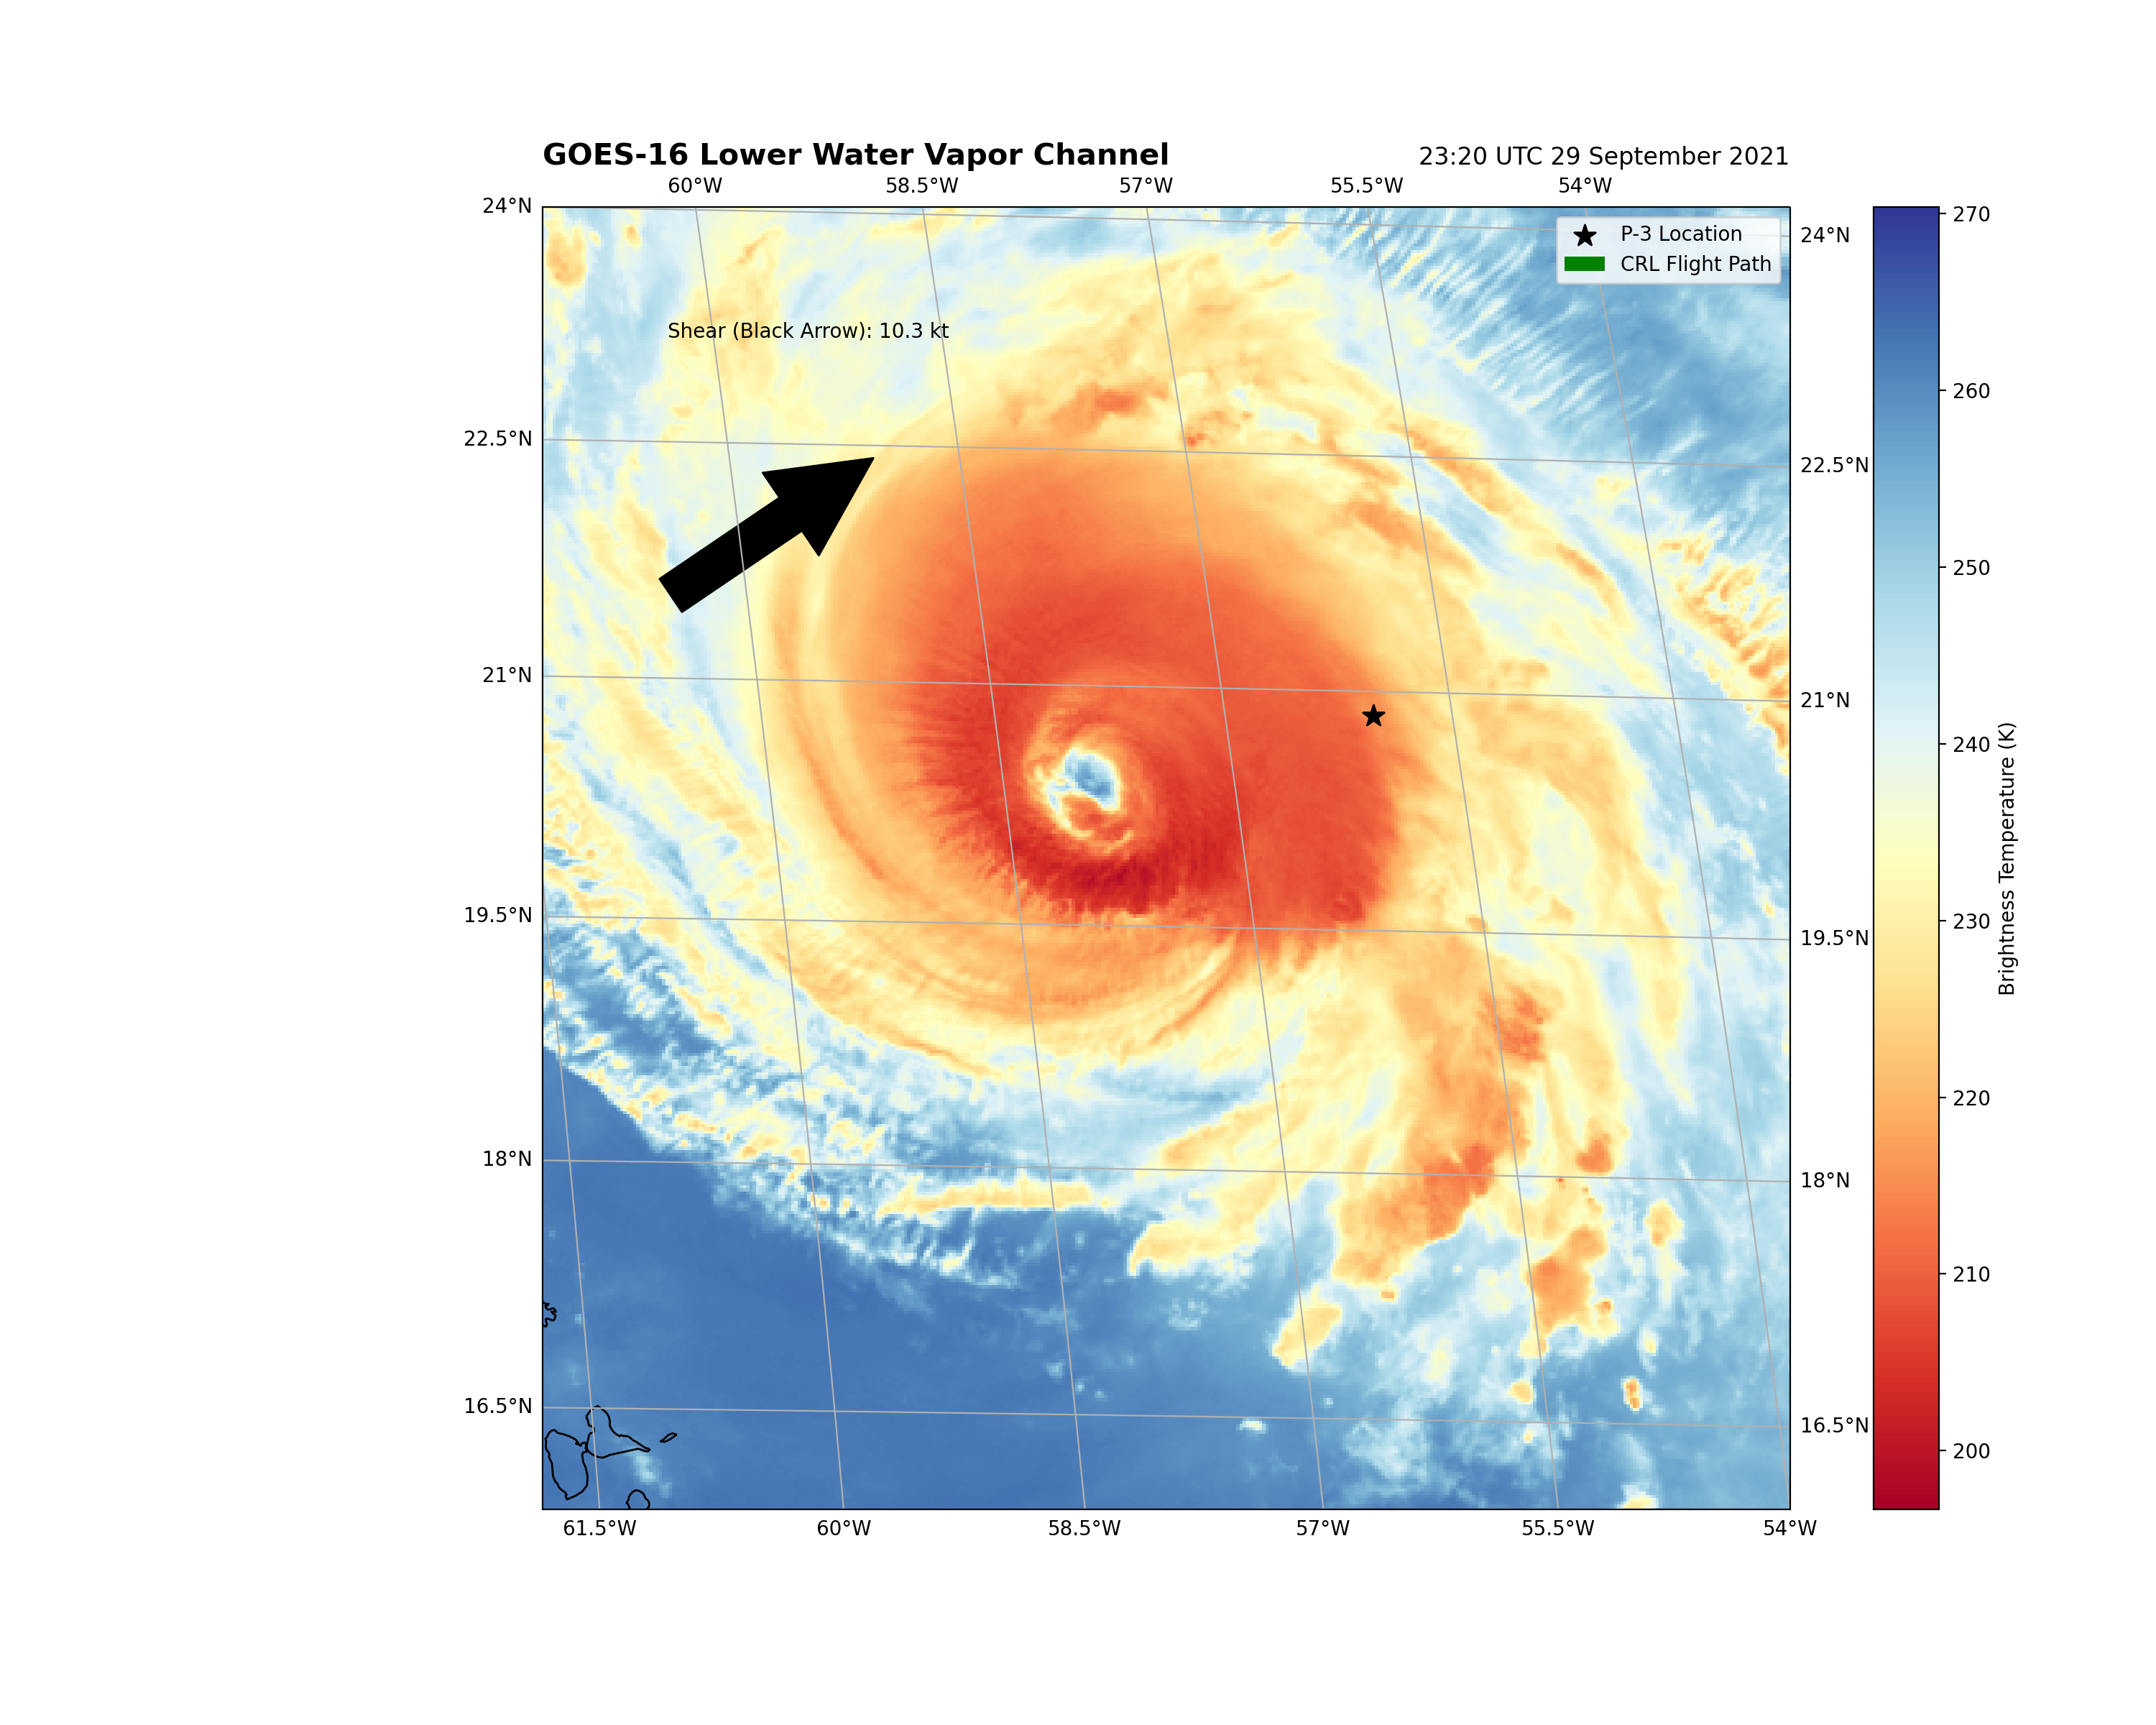 GOES-16 Lower Water Vapor Channel
23:20 UTC 29 September 2021
60°W 58.5°W 57°W 55.5°W 54°W
24°N
24°N
270
P-3 Location
CRL Flight Path
Shear (Black Arrow): 10.3 kt
260
22.5°N
22.5°N
250
21°N
21°N
240
Brightness Temperature (K)
230
19.5°N
19.5°N
220
18°N
18°N
210
16.5°N
16.5°N
200
61.5°W 60°W 58.5°W 57°W 55.5°W 54°W